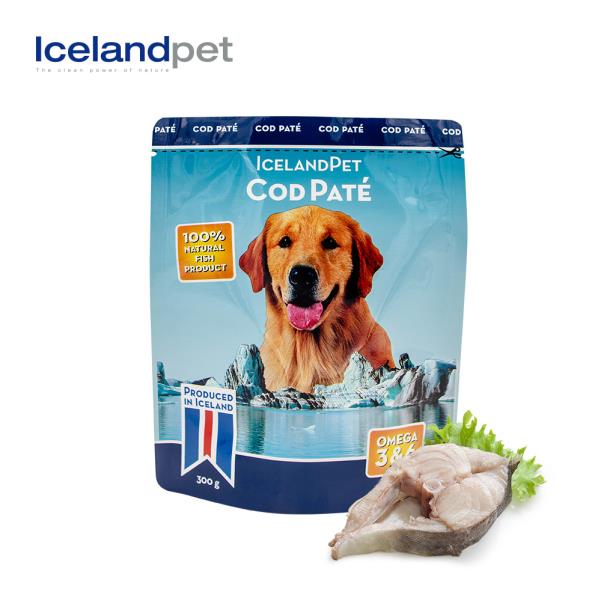 Icelandpet
The clean power of nature
PATÉ COD PATÉ COD PATÉ COD PATÉ COD PATÉ COD
ICELANDPET
COD PATÉ
100%
NATURAL
FISH
PRODUCT
PRODUCED
IN ICELAND
OMEGA
3 & 6
300 g